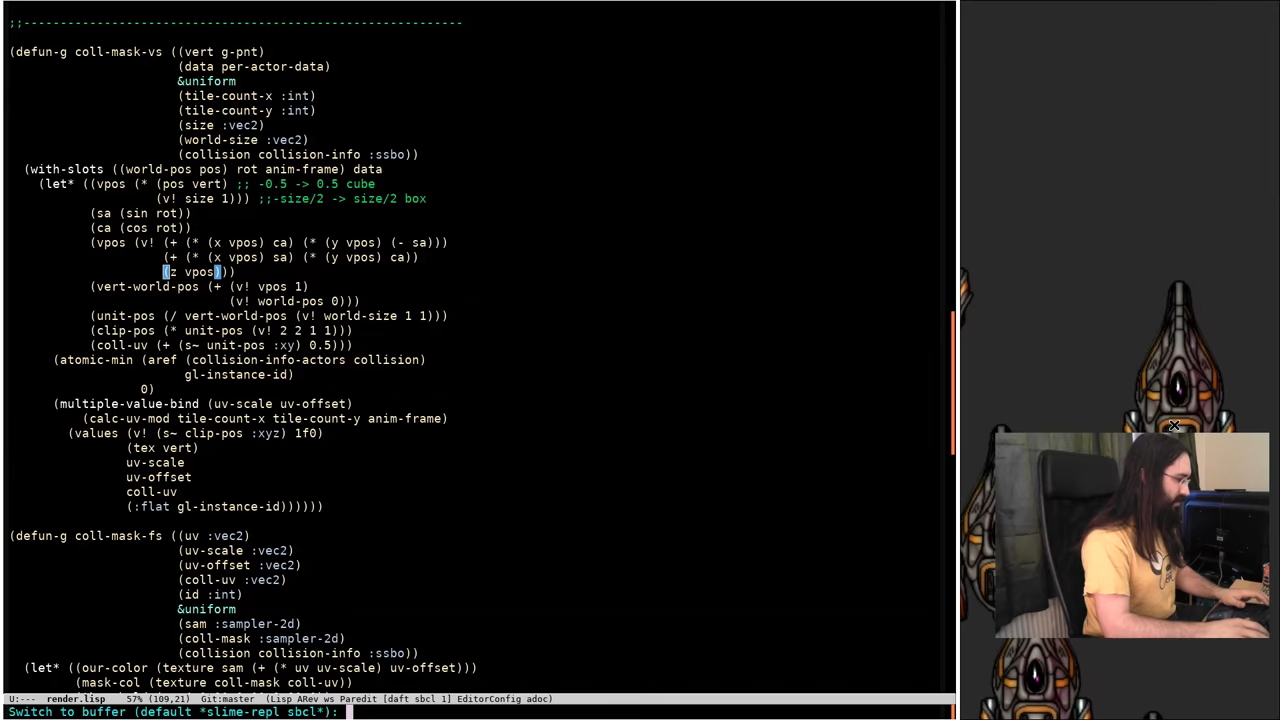 ;;------------------------------------------------------------
(defun-g coll-mask-vs ((vert g-pnt)
(data per-actor-data)
&uniform
(tile-count-x :int)
(tile-count-y :int)
(size :vec2)
(world-size :vec2)
(collision collision-info :ssbo))
(with-slots ((world-pos pos) rot anim-frame) data
(let* ((vpos (* (pos vert) ;; -0.5 -> 0.5 cube
(v! size 1))) ;;-size/2 -> size/2 box
(sa (sin rot))
(ca (cos rot))
(vpos (v! (+ (* (x vpos) ca) (* (y vpos) (- sa)))
(+ (* (x vpos) sa) (* (y vpos) ca))
(z vpos)))
(vert-world-pos (+ (v! vpos 1)
(v! world-pos 0)))
(unit-pos (/ vert-world-pos (v! world-size 1 1)))
(clip-pos (* unit-pos (v! 2 2 1 1)))
(coll-uv (+ (s~ unit-pos :xy) 0.5)))
(atomic-min (aref (collision-info-actors collision)
gl-instance-id)
0)
(multiple-value-bind (uv-scale uv-offset)
(calc-uv-mod tile-count-x tile-count-y anim-frame)
(values (v! (s~ clip-pos :xyz) 1f0)
(tex vert)
uv-scale
uv-offset
coll-uv
(:flat gl-instance-id))))))
(defun-g coll-mask-fs ((uv :vec2)
(uv-scale :vec2)
(uv-offset :vec2)
(coll-uv :vec2)
(id :int)
&uniform
(sam :sampler-2d)
(coll-mask :sampler-2d)
(collision collision-info :ssbo))
(let* ((our-color (texture sam (+ (* uv uv-scale) uv-offset)))
(mask-col (texture coll-mask coll-uv))
U:--- render.lisp 57% (109,21) Git:master (Lisp ARev ws Paredit [daft sbcl 1] EditorConfig adoc)
Switch to buffer (default *slime-repl sbcl*):